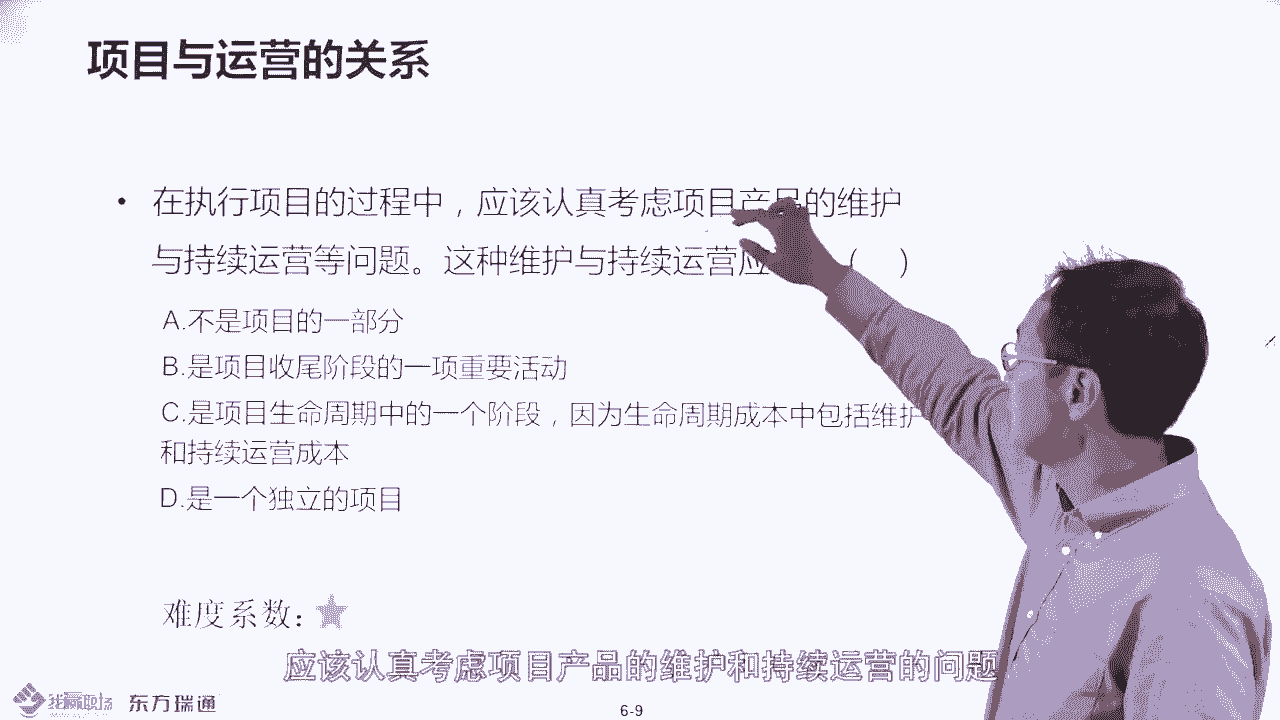 项目与运营的关系
• 在执行项目的过程中，应该认真考虑项目产品的维护
与持续运营等问题。这种维护与持续运营应（ ）
A.不是项目的一部分
B.是项目收尾阶段的一项重要活动
C.是项目生命周期中的一个阶段，因为生命周期成本中包括维护
和持续运营成本
D.是一个独立的项目
难度系数：★
应该认真考虑项目产品的维护和持续运营的问题
东方瑞通
6-9